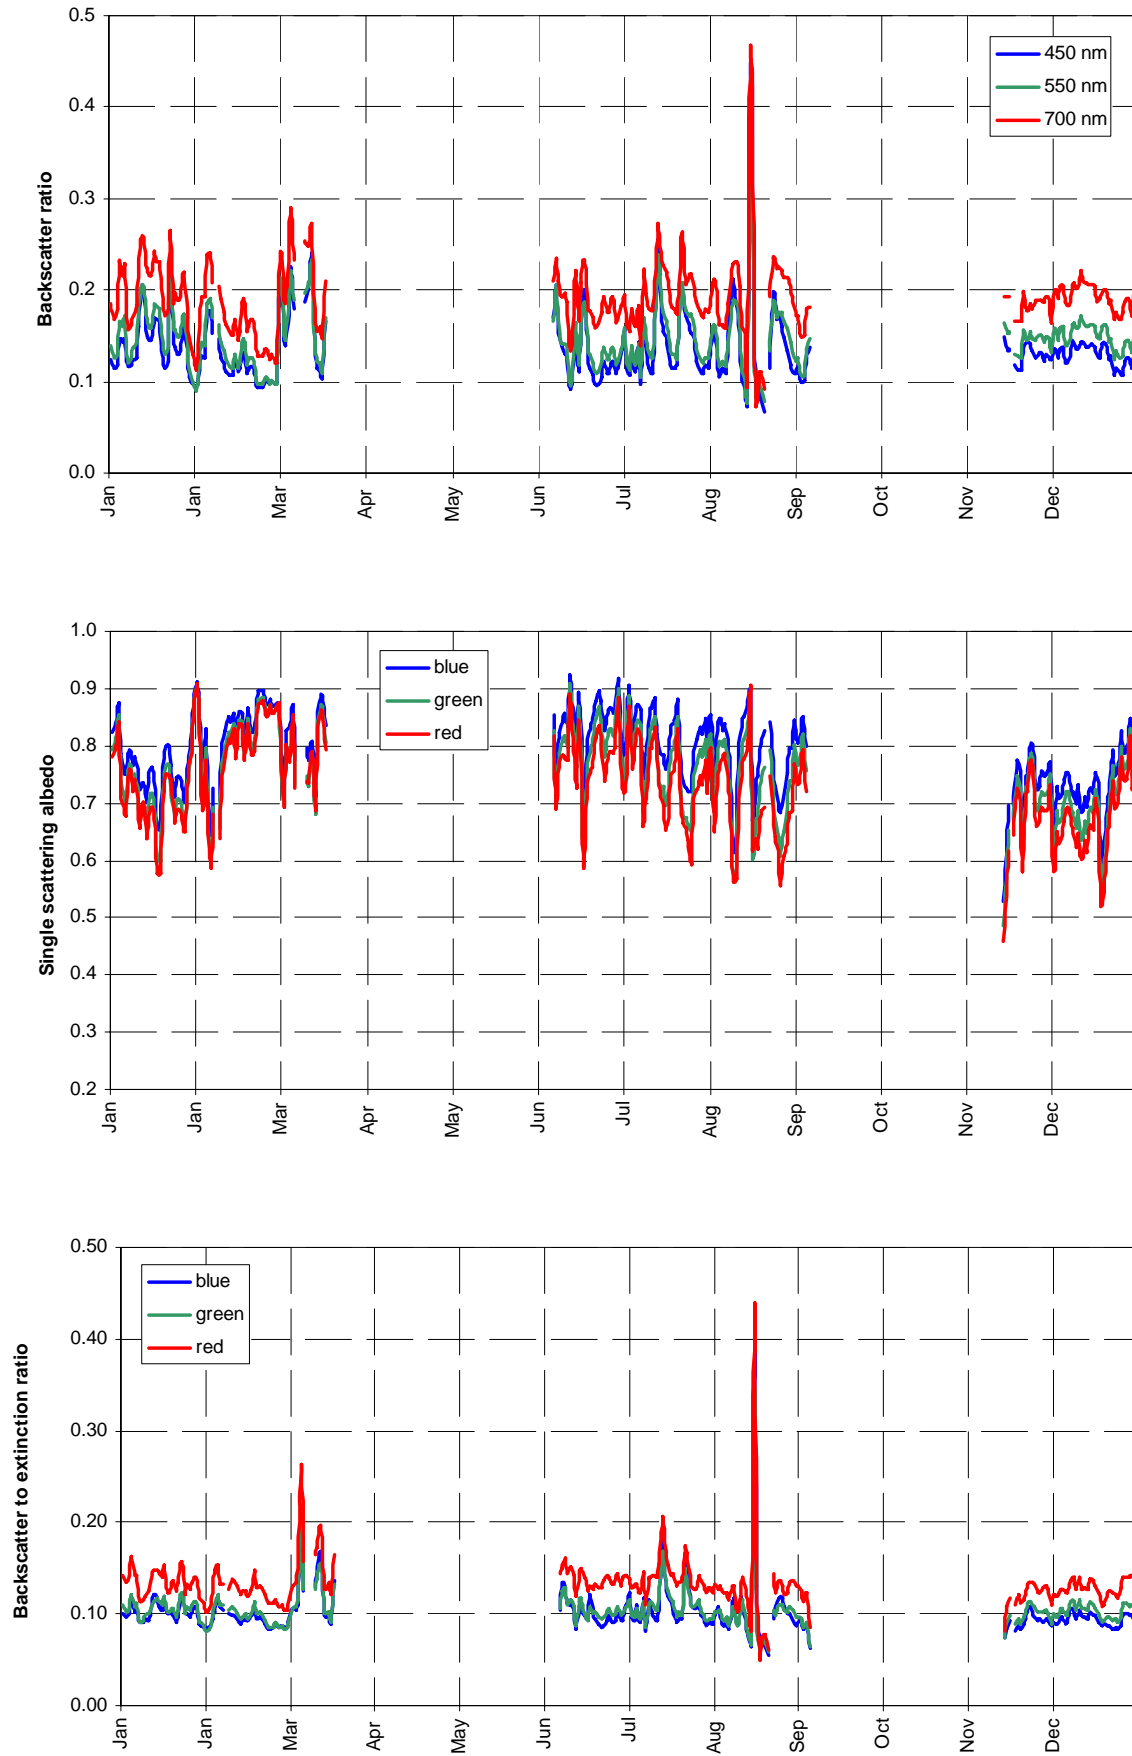 0.5
0.4
0.3
0.2
0.1
0.0
Backscatter ratio
450 nm
550 nm
700 nm
Jan
Jan
Mar
Apr
May
Jun
Jul
Aug
Sep
Oct
Nov
Dec
1.0
0.9
0.8
0.7
0.6
0.5
0.4
0.3
0.2
Single scattering albedo
blue
green
red
Jan
Jan
Mar
Apr
May
Jun
Jul
Aug
Sep
Oct
Nov
Dec
0.50
0.40
0.30
0.20
0.10
0.00
Backscatter to extinction ratio
blue
green
red
Jan
Jan
Mar
Apr
May
Jun
Jul
Aug
Sep
Oct
Nov
Dec